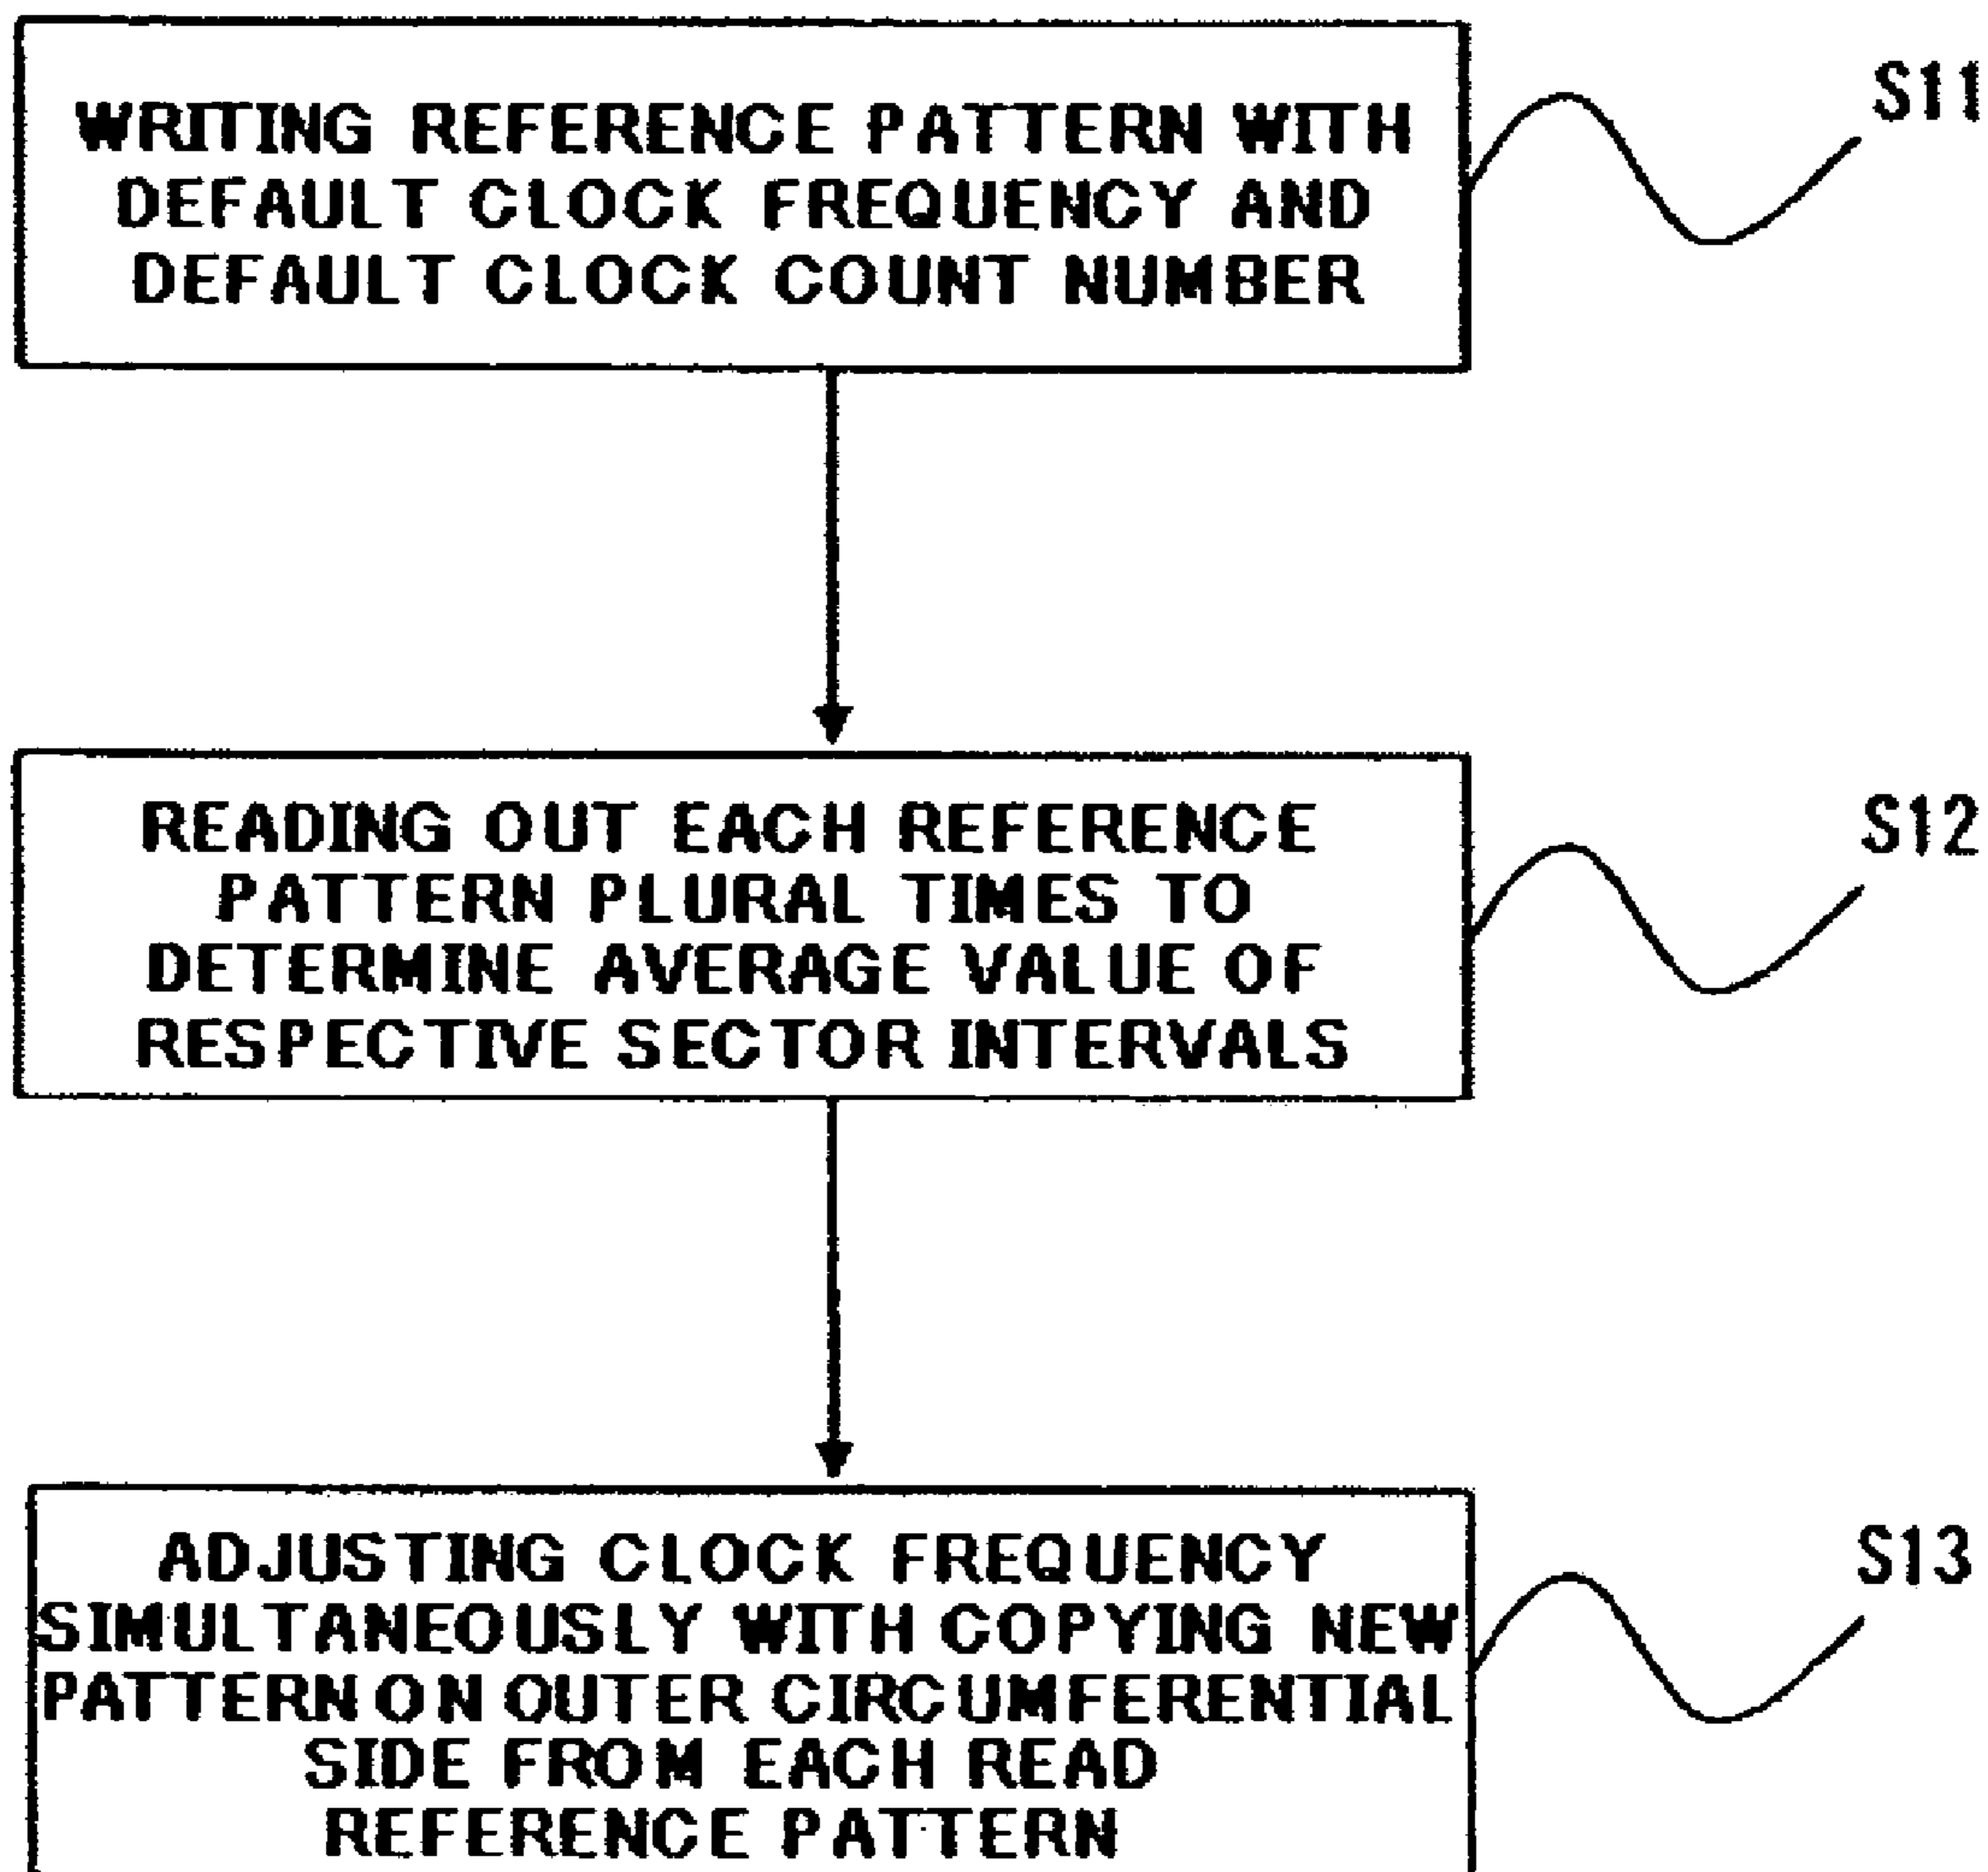 WRITING REFERENCE PATTERN WITH
DEFAULT CLOCK FREQUENCY AND
DEFAULT CLOCK COUNT NUMBER
S11
READING OUT EACH REFERENCE
PATTERN PLURAL TIMES TO
DETERMINE AVERAGE VALUE OF
RESPECTIVE SECTOR INTERVALS
S12
ADJUSTING CLOCK FREQUENCY
SIMULTANEOUSLY WITH COPYING NEW
PATTERN ON OUTER CIRCUMFERENTIAL
SIDE FROM EACH READ
REFERENCE PATTERN
S13